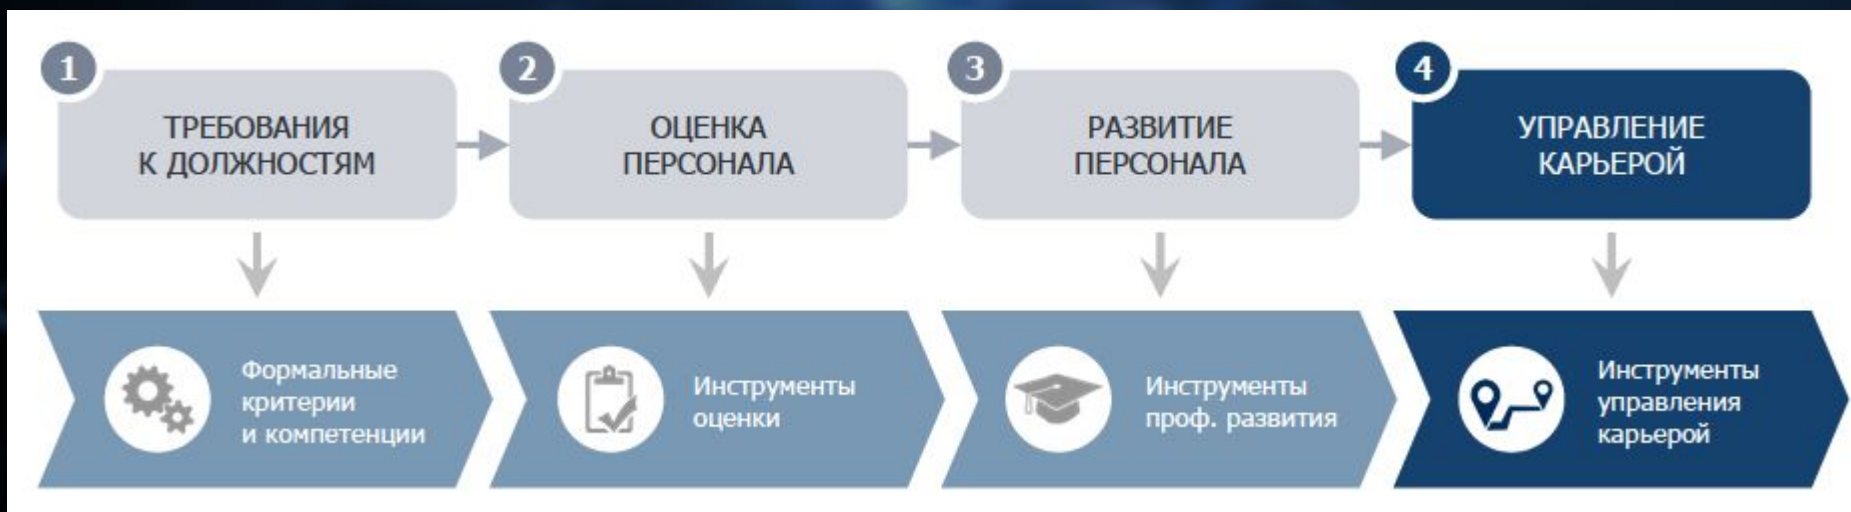 1
ТРЕБОВАНИЯ
К ДОЛЖНОСТЯМ
2
ОЦЕНКА
ПЕРСОНАЛА
3
РАЗВИТИЕ
ПЕРСОНАЛА
4
УПРАВЛЕНИЕ
КАРЬЕРОЙ
Формальные
критерии
и компетенции
Инструменты
оценки
Инструменты
проф. развития
Инструменты
управления
карьерой